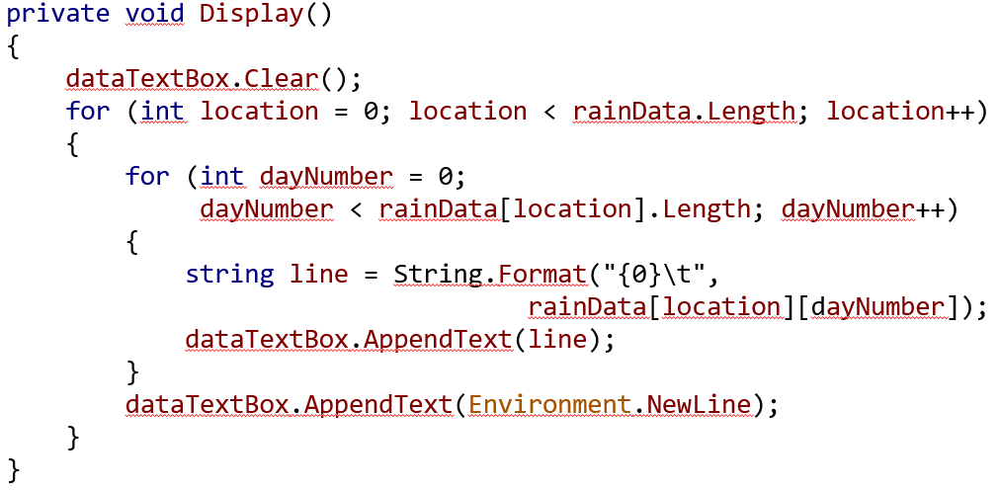 private void Display()
{
    dataTextBox.Clear();
    for (int location = 0; location < rainData.Length; location++)
    {
        for (int dayNumber = 0;
             dayNumber < rainData[location].Length; dayNumber++)
        {
            string line = String.Format("{0}\t",
                                   rainData[location][dayNumber]);
            dataTextBox.AppendText(line);
        }
        dataTextBox.AppendText(Environment.NewLine);
    }
}